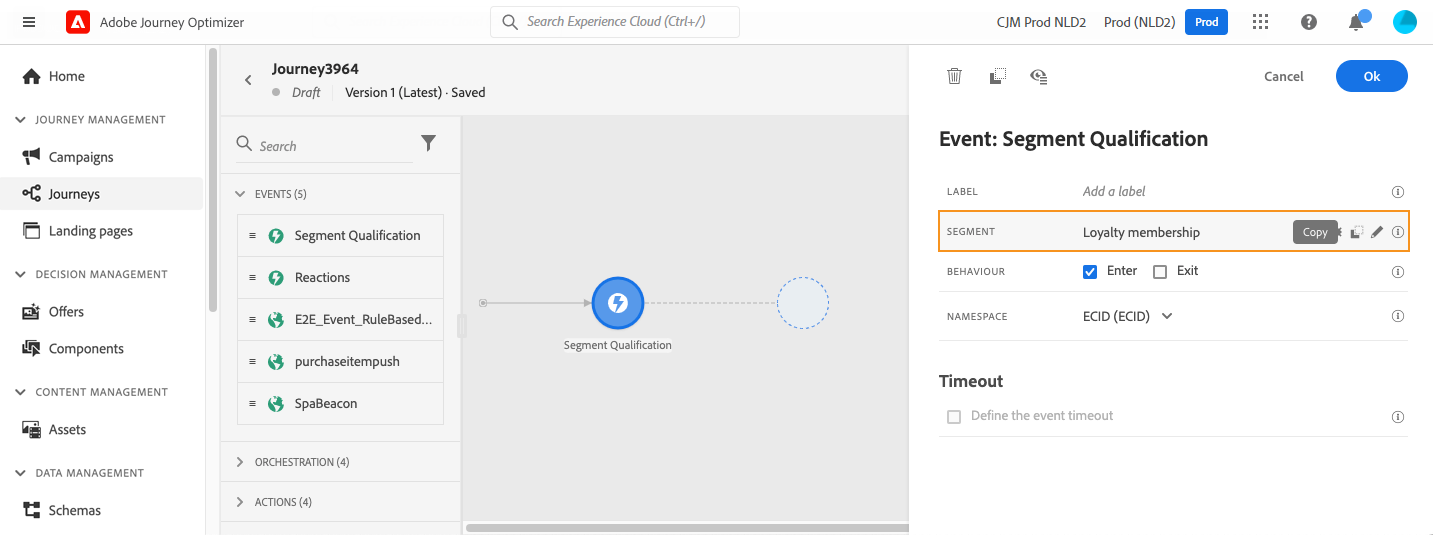 Adobe Journey Optimizer
Search Experience Cloud (Ctrl+/)
CJM Prod NLD2
Prod (NLD2)
Prod
Home
JOURNEY MANAGEMENT
Campaigns
Journeys
Landing pages
DECISION MANAGEMENT
Offers
Components
CONTENT MANAGEMENT
Assets
DATA MANAGEMENT
Schemas
Journey3964
Draft
Version 1 (Latest) · Saved
Search
EVENTS (5)
Segment Qualification
Reactions
E2E_Event_RuleBased...
purchaseitempush
SpaBeacon
ORCHESTRATION (4)
ACTIONS (4)
Segment Qualification
Cancel
Ok
Event: Segment Qualification
LABEL
Add a label
SEGMENT
Loyalty membership
Copy
BEHAVIOUR
Enter
Exit
NAMESPACE
ECID (ECID)
Timeout
Define the event timeout